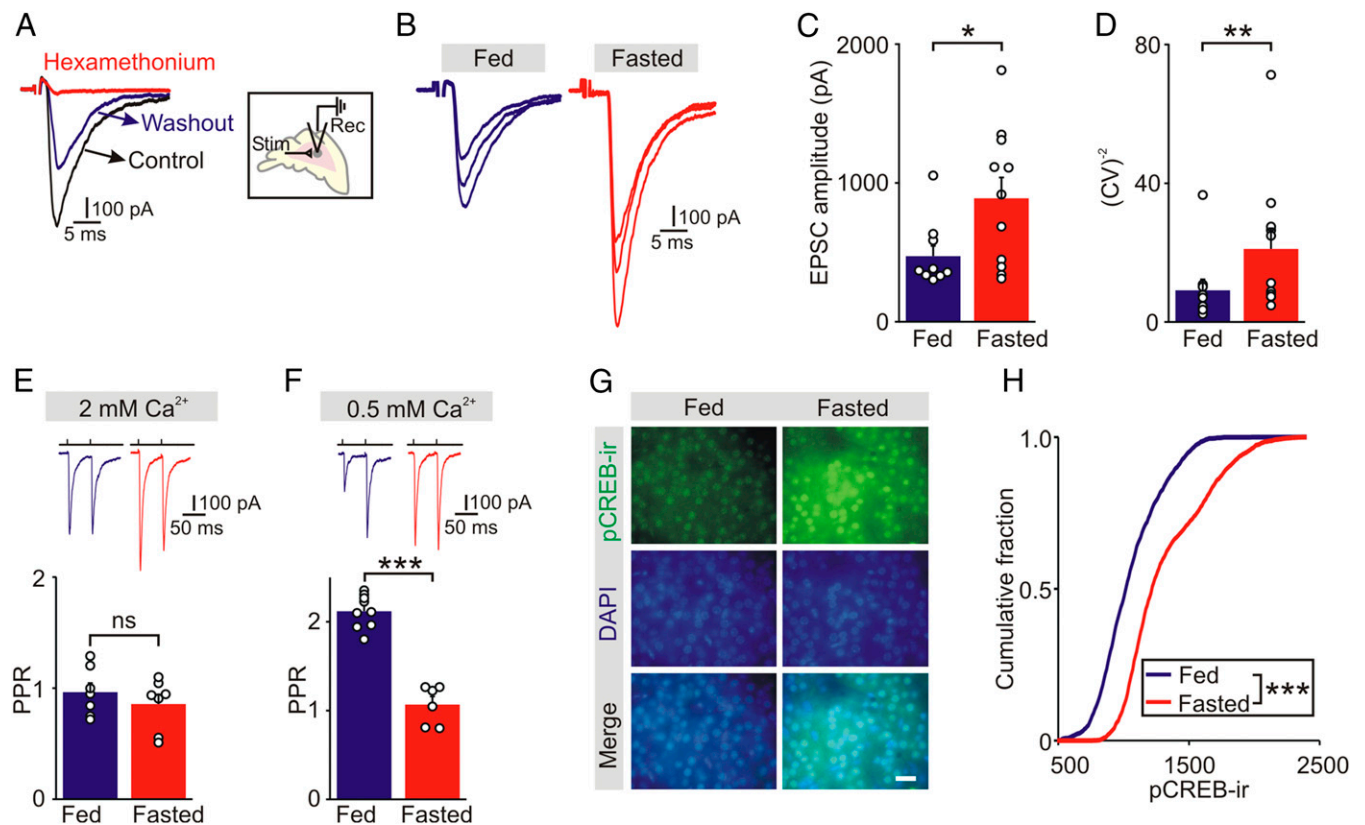 A
Hexamethonium
Washout
Control
100 pA
5 ms
Stim
Rec
B
Fed
Fasted
100 pA
5 ms
C
*
2000
1000
0
EPSC amplitude (pA)
Fed
Fasted
D
**
80
40
0
(CV)-2
Fed
Fasted
E
2 mM Ca2+
100 pA
50 ms
2
1
0
PPR
ns
Fed
Fasted
F
0.5 mM Ca2+
100 pA
50 ms
***
2
1
0
PPR
Fed
Fasted
G
Fed
Fasted
pCREB-ir
DAPI
Merge
H
1.0
0.5
0
Cumulative fraction
Fed
Fasted
***
500
1500
2500
pCREB-ir